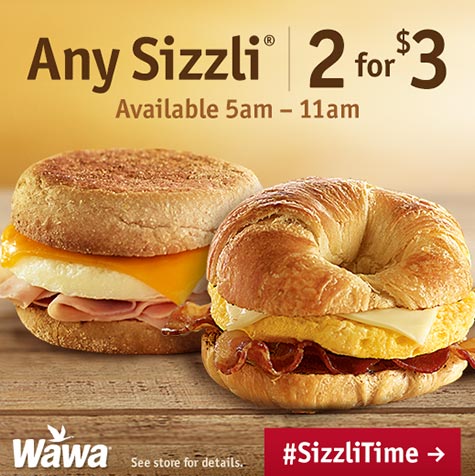 Any Sizzli® | 2 for $3
Available 5am – 11am
Wawa
See store for details.
#SizzliTime →